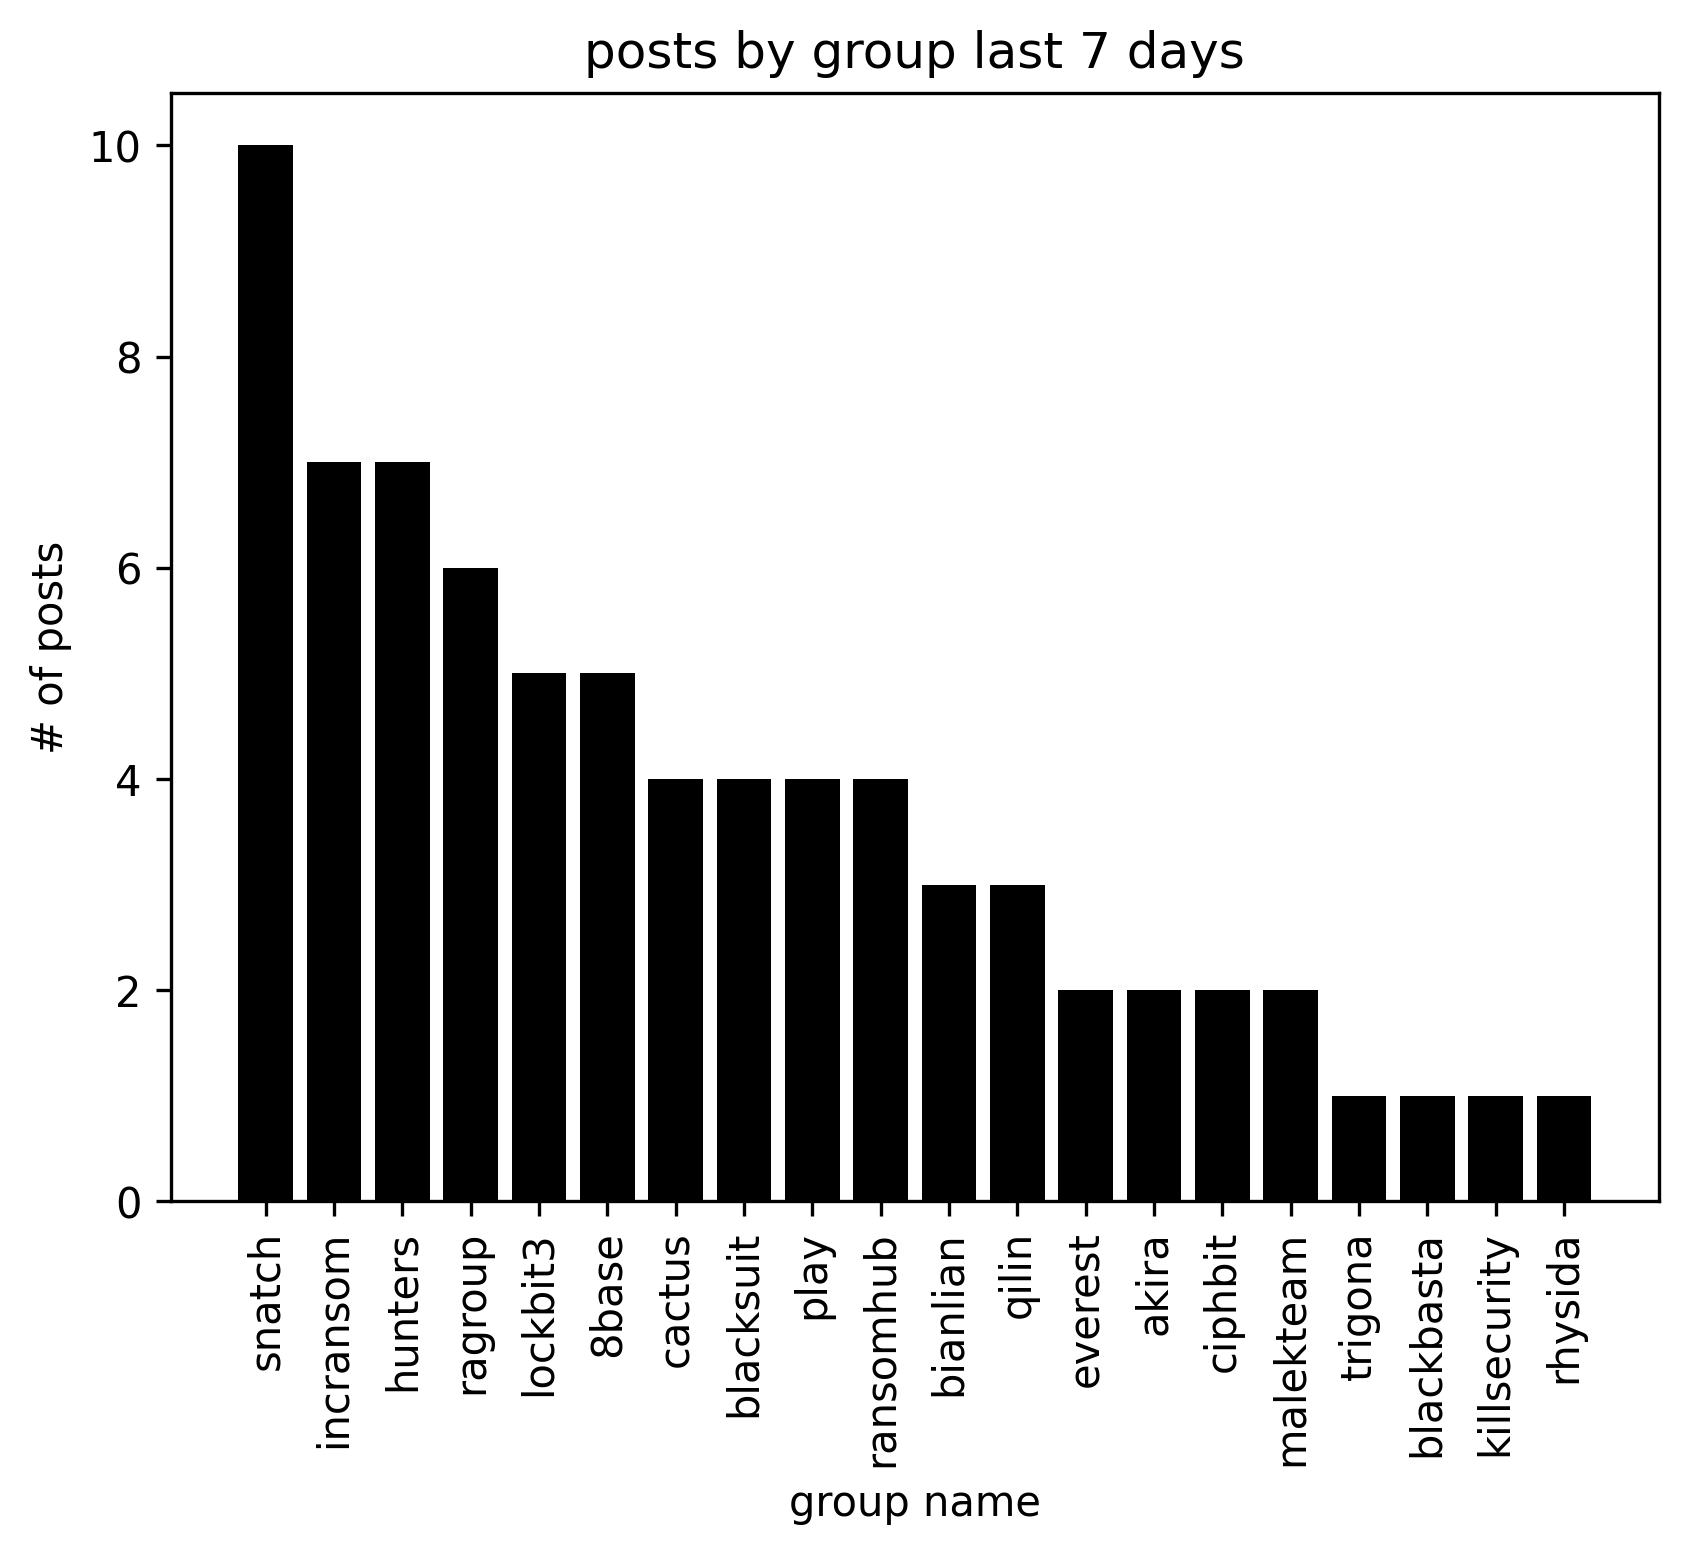 posts by group last 7 days
# of posts
10
8
6
4
2
0
snatch
incransom
hunters
ragroup
lockbit3
8base
cactus
blacksuit
play
ransomhub
bianlian
qilin
everest
akira
ciphbit
malekteam
trigona
blackbasta
killsecurity
rhysida
group name